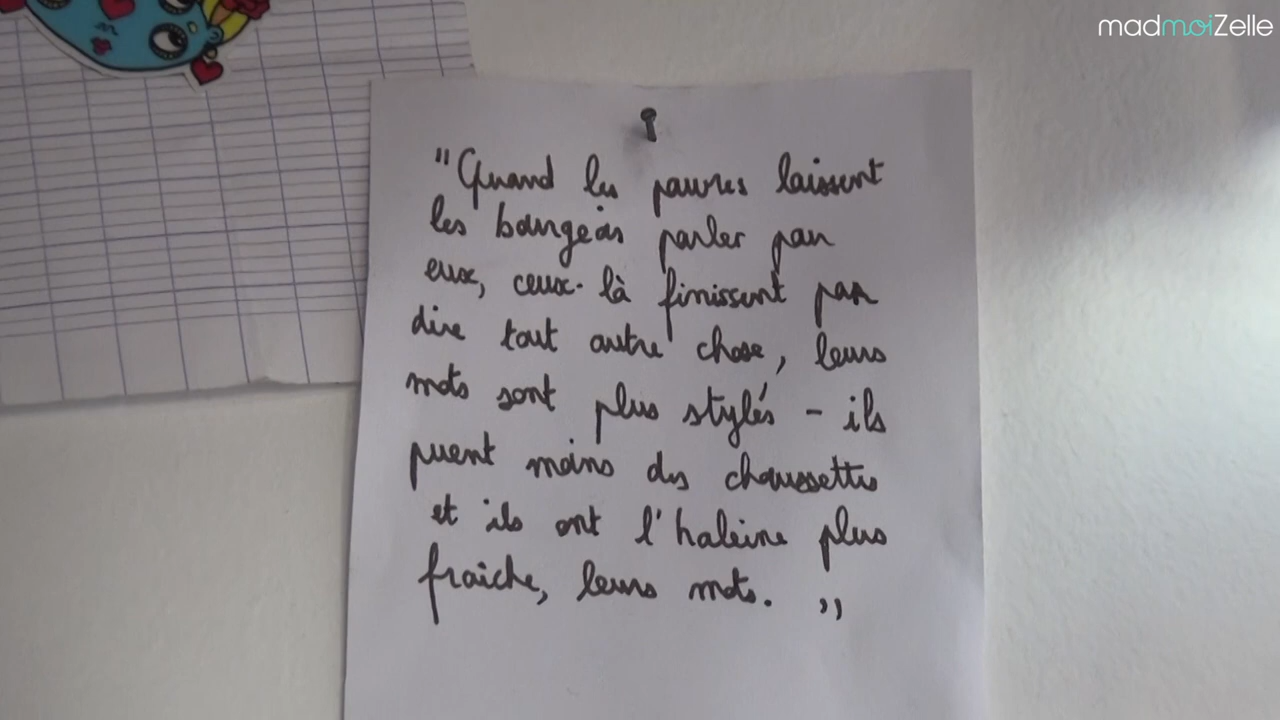 madmoiZelle
"Quand les pauvres laissent
les bourgeois parler pour
eux, ceux-là finissent par
dire tout autre chose, leurs
mots sont plus stylés - ils
puent moins des chaussettes
et ils ont l'haleine plus
fraiche, leurs mots. "